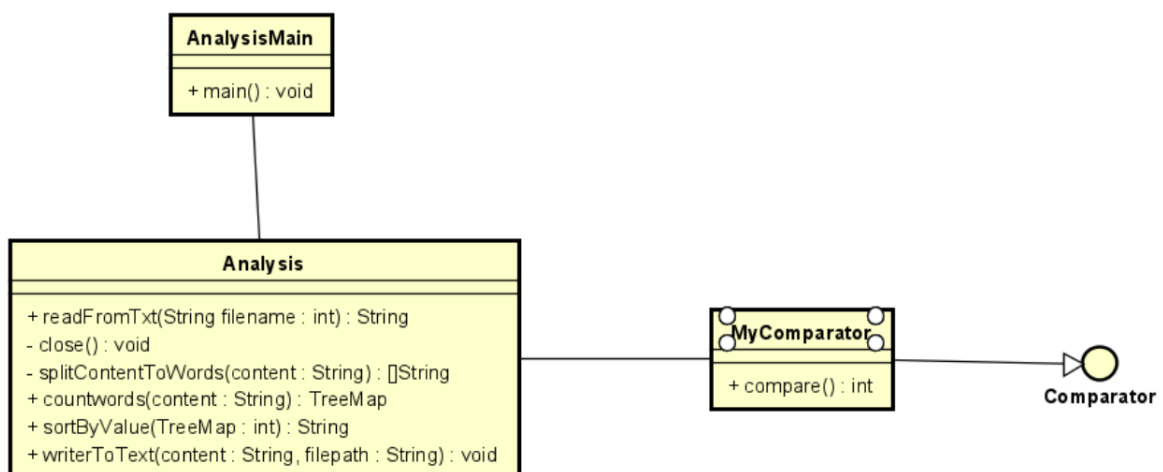 AnalysisMain
+ main() : void
Analysis
+ readFromTxt(String filename : int) : String
- close() : void
- splitContentToWords(content : String) : []String
+ countwords(content : String) : TreeMap
+ sortByValue(TreeMap : int) : String
+ writerToText(content : String, filepath : String) : void
MyComparator
+ compare() : int
Comparator